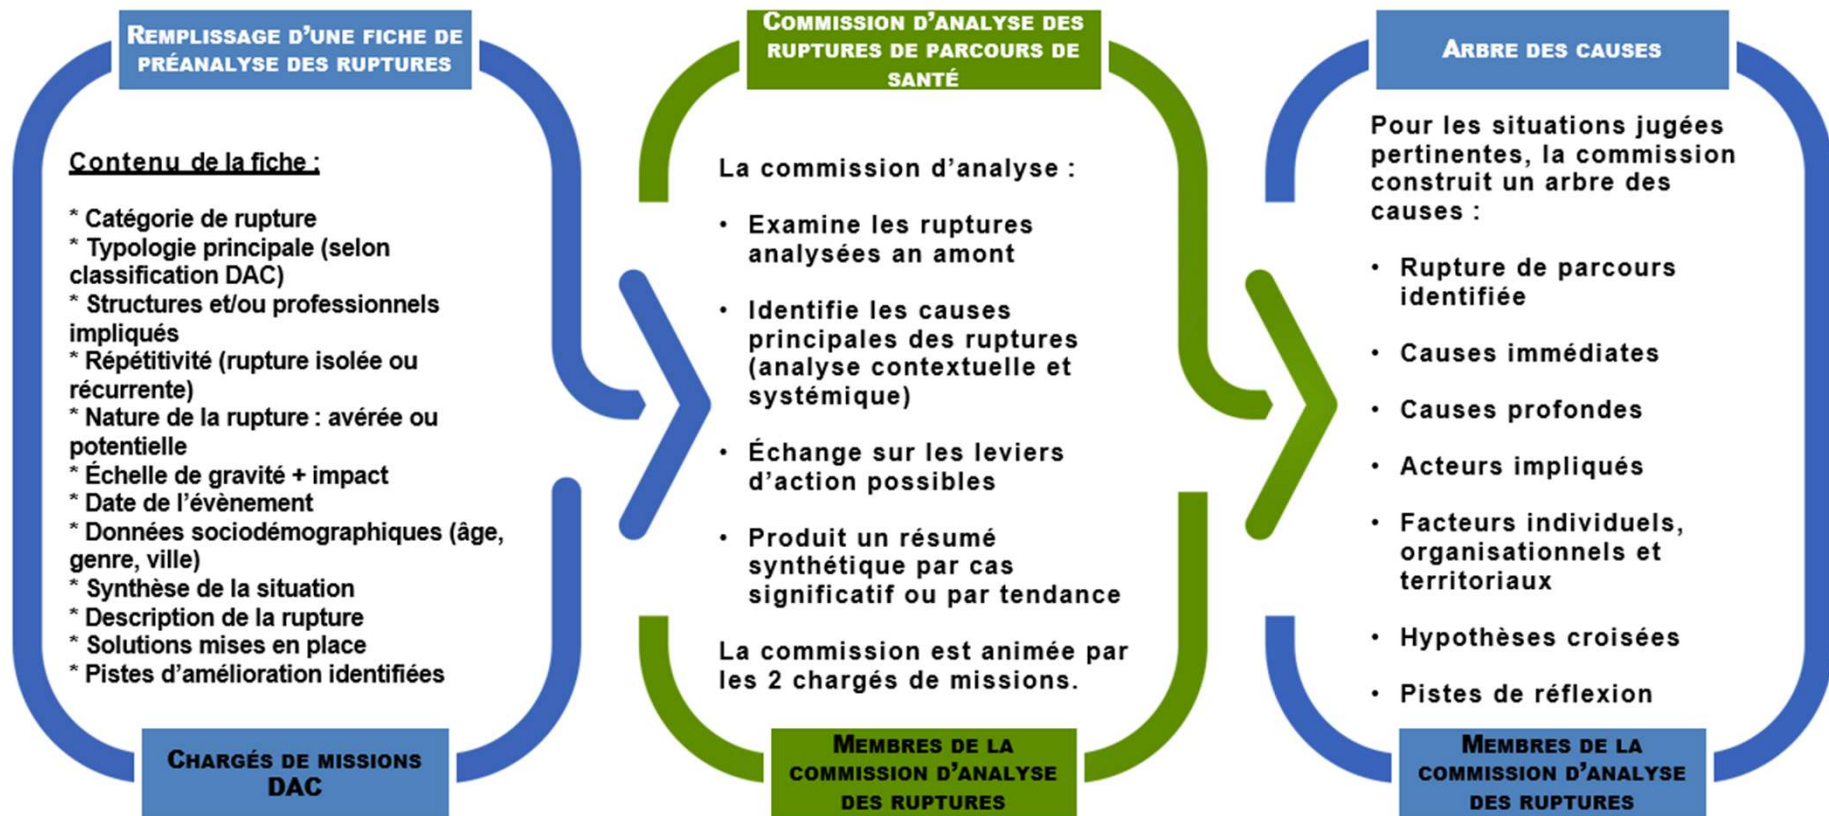 REMPLISSAGE D'UNE FICHE DE
PRÉANALYSE DES RUPTURES
Contenu de la fiche :
* Catégorie de rupture
* Typologie principale (selon
classification DAC)
* Structures et/ou professionnels
impliqués
* Répétitivité (rupture isolée ou
récurrente)
* Nature de la rupture : avérée ou
potentielle
* Échelle de gravité + impact
* Date de l'évènement
* Données sociodémographiques (âge,
genre, ville)
* Synthèse de la situation
* Description de la rupture
* Solutions mises en place
* Pistes d'amélioration identifiées
CHARGÉS DE MISSIONS
DAC
COMMISSION D'ANALYSE DES
RUPTURES DE PARCOURS DE
SANTÉ
La commission d'analyse :
• Examine les ruptures
analysées an amont
• Identifie les causes
principales des ruptures
(analyse contextuelle et
systémique)
• Échange sur les leviers
d'action possibles
• Produit un résumé
synthétique par cas
significatif ou par tendance
La commission est animée par
les 2 chargés de missions.
MEMBRES DE LA
COMMISSION D'ANALYSE
DES RUPTURES
ARBRE DES CAUSES
Pour les situations jugées
pertinentes, la commission
construit un arbre des
causes :
• Rupture de parcours
identifiée
• Causes immédiates
• Causes profondes
• Acteurs impliqués
• Facteurs individuels,
organisationnels et
territoriaux
• Hypothèses croisées
• Pistes de réflexion
MEMBRES DE LA
COMMISSION D'ANALYSE
DES RUPTURES